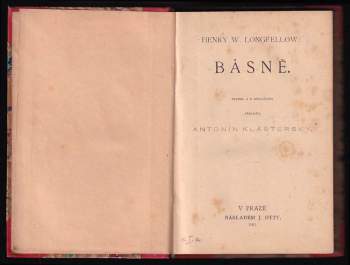 HENRY W. LONGFELLOW
BÁSNĚ.
ANTONÍN KLÁŠTERSKÝ.
V PRAZE
NÁKLADEM J. OTTY.